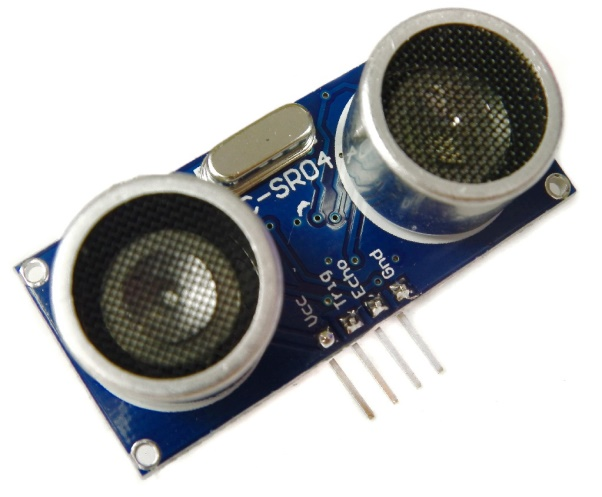 C-SR04
Vcc
Trig
Echo
Gnd